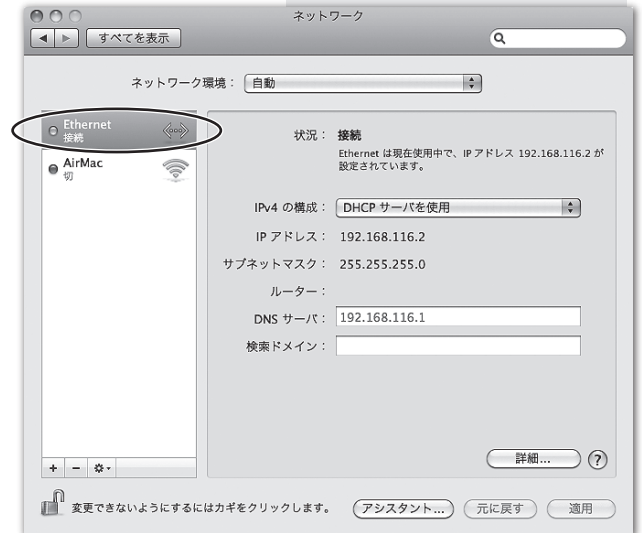 ネットワーク
すべてを表示
ネットワーク環境： 自動
Ethernet
接続
AirMac
切
状況： 接続
Ethernet は現在使用中で、IP アドレス 192.168.116.2 が
設定されています。
IPv4 の構成： DHCP サーバを使用
IP アドレス： 192.168.116.2
サブネットマスク： 255.255.255.0
ルーター：
DNS サーバ： 192.168.116.1
検索ドメイン：
詳細... ?
+ −
変更できないようにするにはカギをクリックします。 アシスタント... 元に戻す 適用